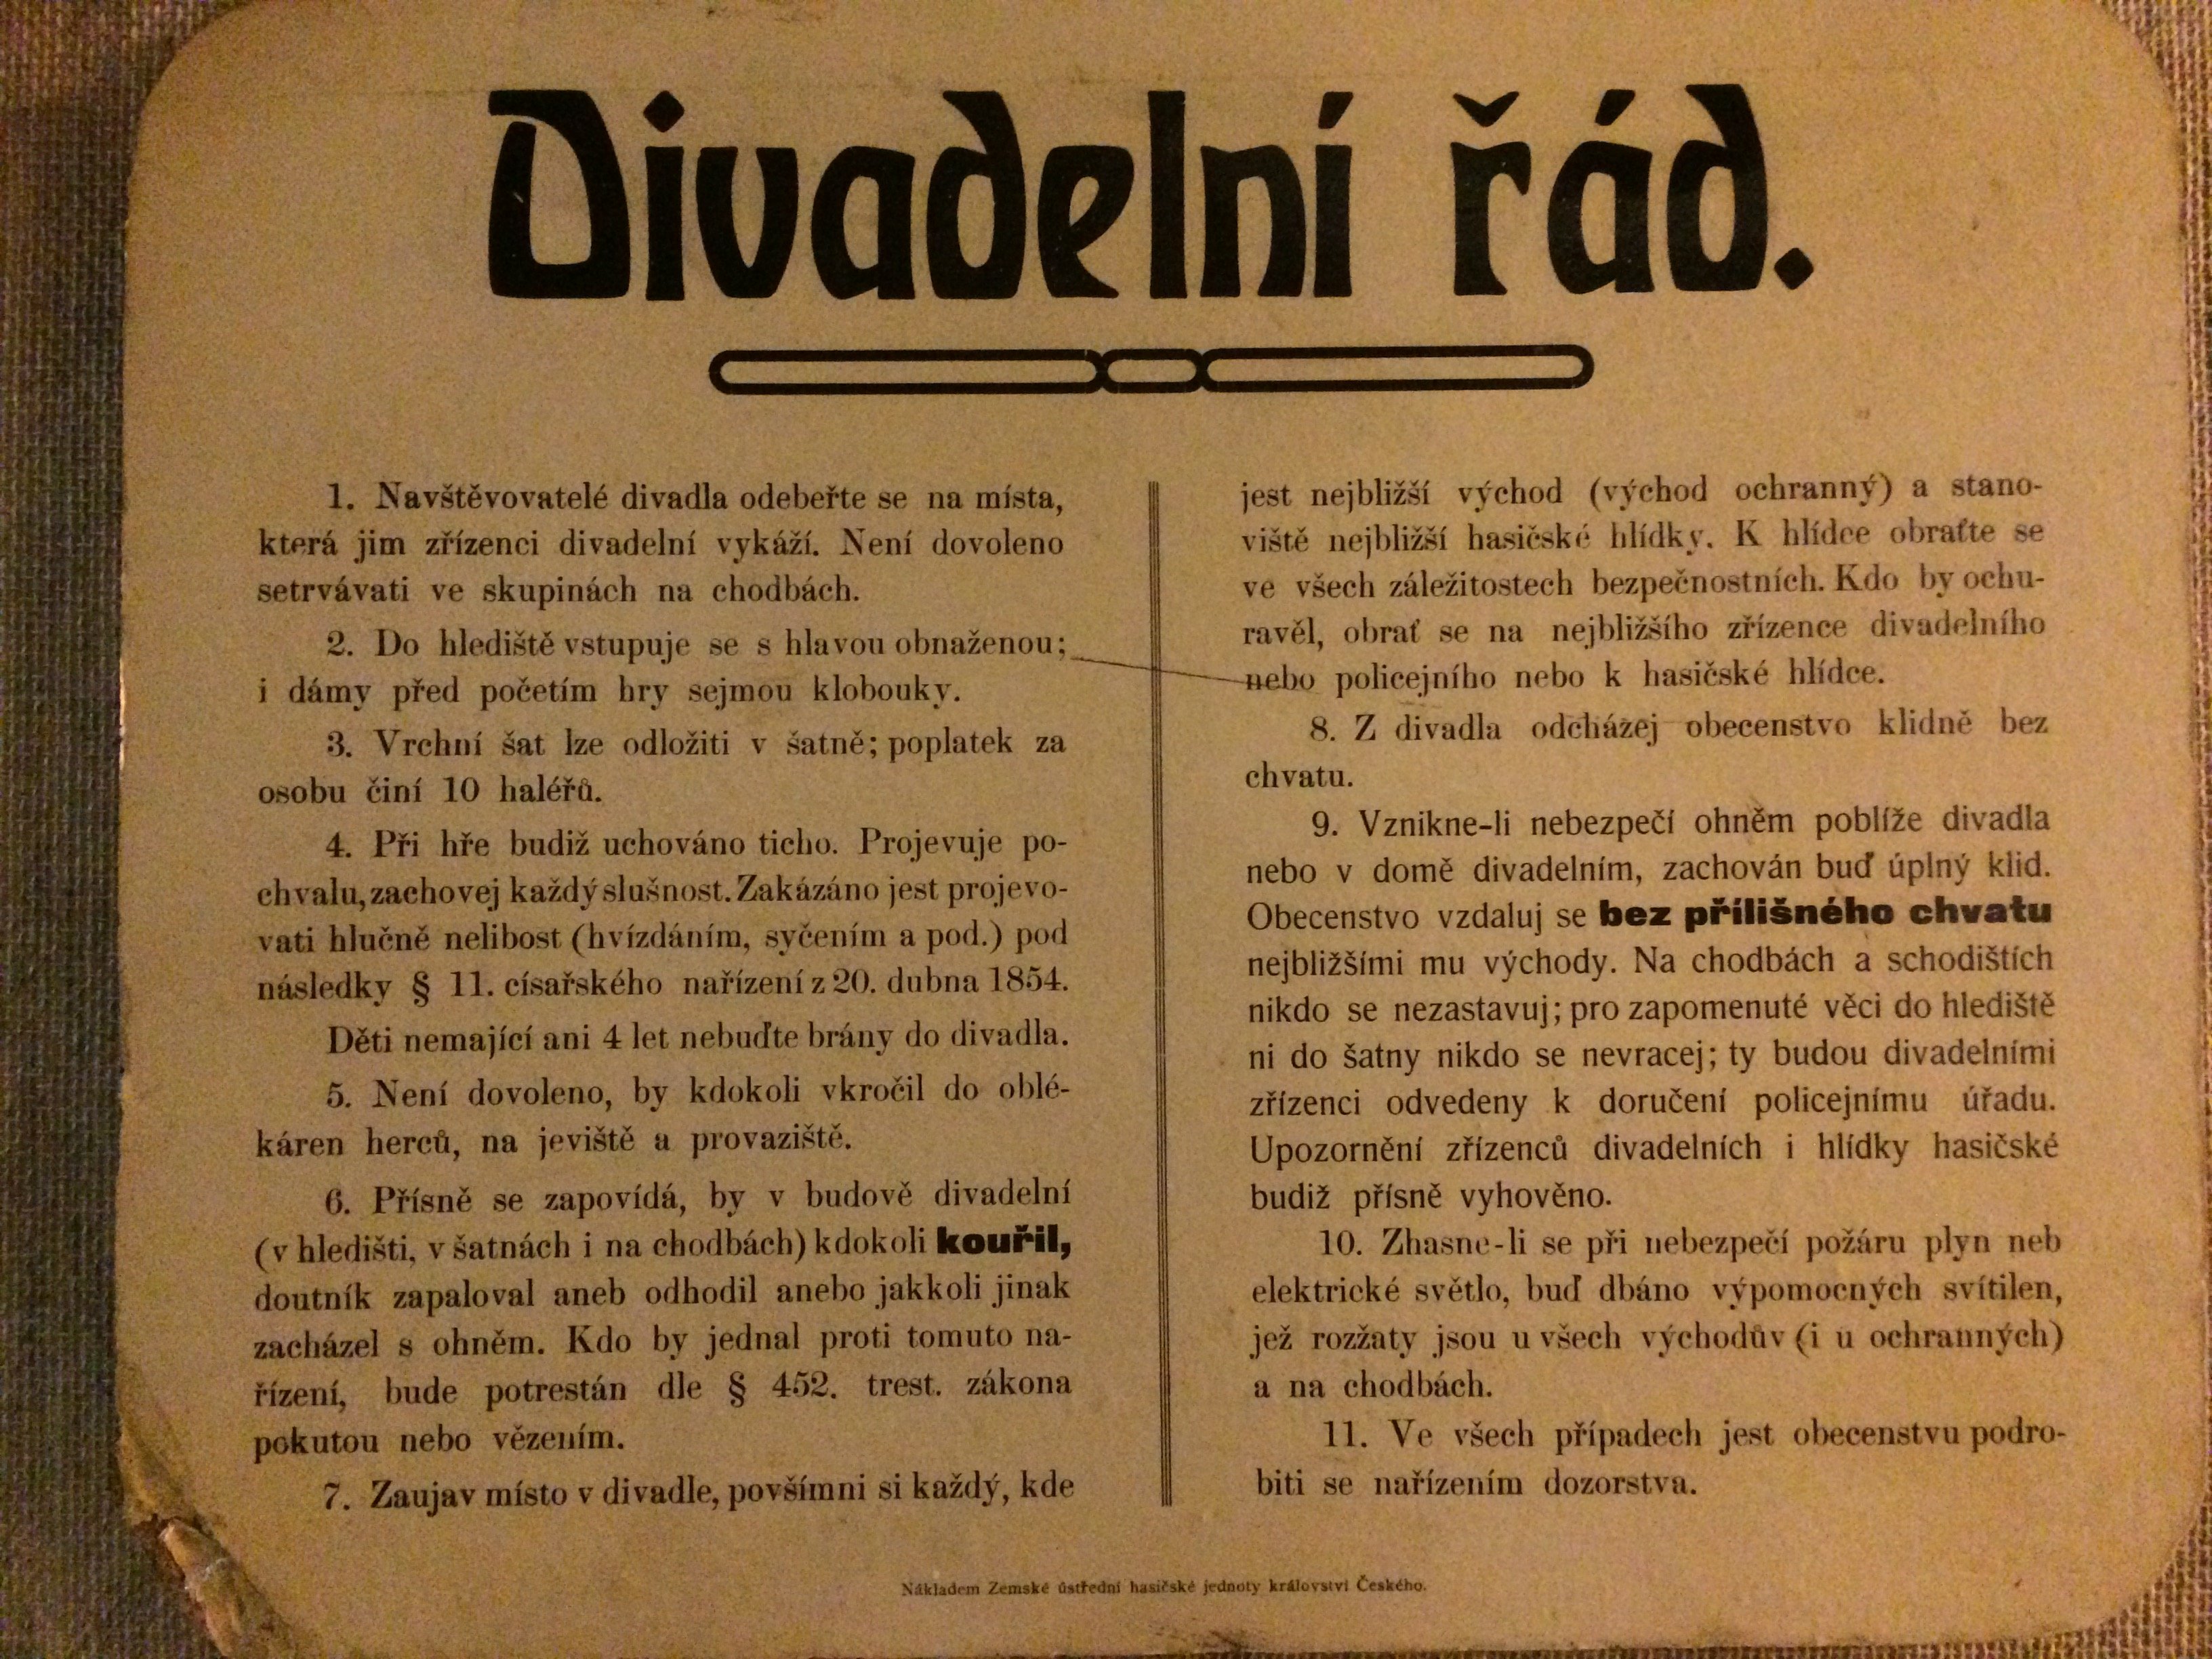 Divadelní řád.
1. Navštěvovatelé divadla odebeřte se na místa,
která jim zřízenci divadelní vykáží. Není dovoleno
setrvávati ve skupinách na chodbách.
2. Do hlediště vstupuje se s hlavou obnaženou;
i dámy před početím hry sejmou klobouky.
3. Vrchní šat lze odložiti v šatně; poplatek za
osobu činí 10 haléřů.
4. Při hře budiž uchováno ticho. Projevuje po-
chvalu, zachovej každý slušnost. Zakázáno jest projevo-
vati hlučně nelibost (hvízdáním, syčením a pod.) pod
následky § 11. císařského nařízení z 20. dubna 1854.
Děti nemající ani 4 let nebuďte brány do divadla.
5. Není dovoleno, by kdokoli vkročil do oblé-
káren herců, na jeviště a provaziště.
6. Přísně se zapovídá, by v budově divadelní
(v hledišti, v šatnách i na chodbách) kdokoli kouřil,
doutník zapaloval aneb odhodil anebo jakkoli jinak
zacházel s ohněm. Kdo by jednal proti tomuto na-
řízení, bude potrestán dle § 452. trest. zákona
pokutou nebo vězením.
7. Zaujav místo v divadle, povšímni si každý, kde
jest nejbližší východ (východ ochranný) a stano-
viště nejbližší hasičské hlídky. K hlídce obraťte se
ve všech záležitostech bezpečnostních. Kdo by ochu-
ravěl, obrať se na nejbližšího zřízence divadelního
nebo policejního nebo k hasičské hlídce.
8. Z divadla odcházej obecenstvo klidně bez
chvatu.
9. Vznikne-li nebezpečí ohněm poblíže divadla
nebo v domě divadelním, zachován buď úplný klid.
Obecenstvo vzdaluj se bez přílišného chvatu
nejbližšími mu východy. Na chodbách a schodištích
nikdo se nezastavuj; pro zapomenuté věci do hlediště
ni do šatny nikdo se nevracej; ty budou divadelními
zřízenci odvedeny k doručení policejnímu úřadu.
Upozornění zřízenců divadelních i hlídky hasičské
budiž přísně vyhověno.
10. Zhasne-li se při nebezpečí požáru plyn neb
elektrické světlo, buď dbáno výpomocných svítilen,
jež rozžaty jsou u všech východův (i u ochranných)
a na chodbách.
11. Ve všech případech jest obecenstvu podro-
biti se nařízením dozorstva.
Nákladem Zemské ústřední hasičské jednoty království Českého.